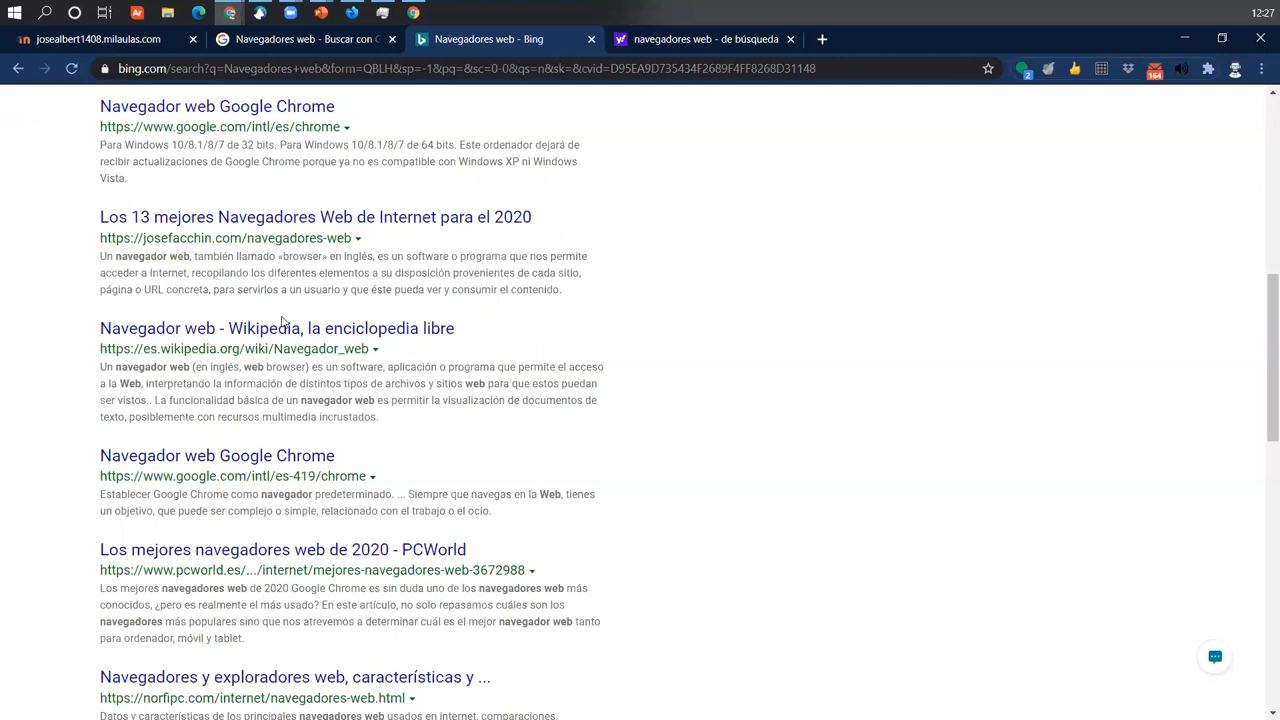 12:27
josealbert1408.milaulas.com
Navegadores web - Buscar con G
Navegadores web - Bing
navegadores web - de búsqueda
bing.com/search?q=Navegadores+web&form=QBLH&sp=-1&pq=&sc=0-0&qs=n&sk=&cvid=D95EA9D735434F2689F4FF8268D31148
2
164
Navegador web Google Chrome
https://www.google.com/intl/es/chrome
Para Windows 10/8.1/8/7 de 32 bits. Para Windows 10/8.1/8/7 de 64 bits. Este ordenador dejará de
recibir actualizaciones de Google Chrome porque ya no es compatible con Windows XP ni Windows
Vista.
Los 13 mejores Navegadores Web de Internet para el 2020
https://josefacchin.com/navegadores-web
Un navegador web, también llamado «browser» en inglés, es un software o programa que nos permite
acceder a Internet, recopilando los diferentes elementos a su disposición provenientes de cada sitio,
página o URL concreta, para servirlos a un usuario y que éste pueda ver y consumir el contenido.
Navegador web - Wikipedia, la enciclopedia libre
https://es.wikipedia.org/wiki/Navegador_web
Un navegador web (en inglés, web browser) es un software, aplicación o programa que permite el acceso
a la Web, interpretando la información de distintos tipos de archivos y sitios web para que estos puedan
ser vistos.. La funcionalidad básica de un navegador web es permitir la visualización de documentos de
texto, posiblemente con recursos multimedia incrustados.
Navegador web Google Chrome
https://www.google.com/intl/es-419/chrome
Establecer Google Chrome como navegador predeterminado. ... Siempre que navegas en la Web, tienes
un objetivo, que puede ser complejo o simple, relacionado con el trabajo o el ocio.
Los mejores navegadores web de 2020 - PCWorld
https://www.pcworld.es/.../internet/mejores-navegadores-web-3672988
Los mejores navegadores web de 2020 Google Chrome es sin duda uno de los navegadores web más
conocidos, ¿pero es realmente el más usado? En este artículo, no solo repasamos cuáles son los
navegadores más populares sino que nos atrevemos a determinar cuál es el mejor navegador web tanto
para ordenador, móvil y tablet.
Navegadores y exploradores web, características y ...
https://norfipc.com/internet/navegadores-web.html
Datos y características de los principales navegadores web usados en internet, comparaciones,